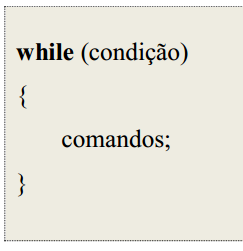 while (condição)
{
comandos;
}